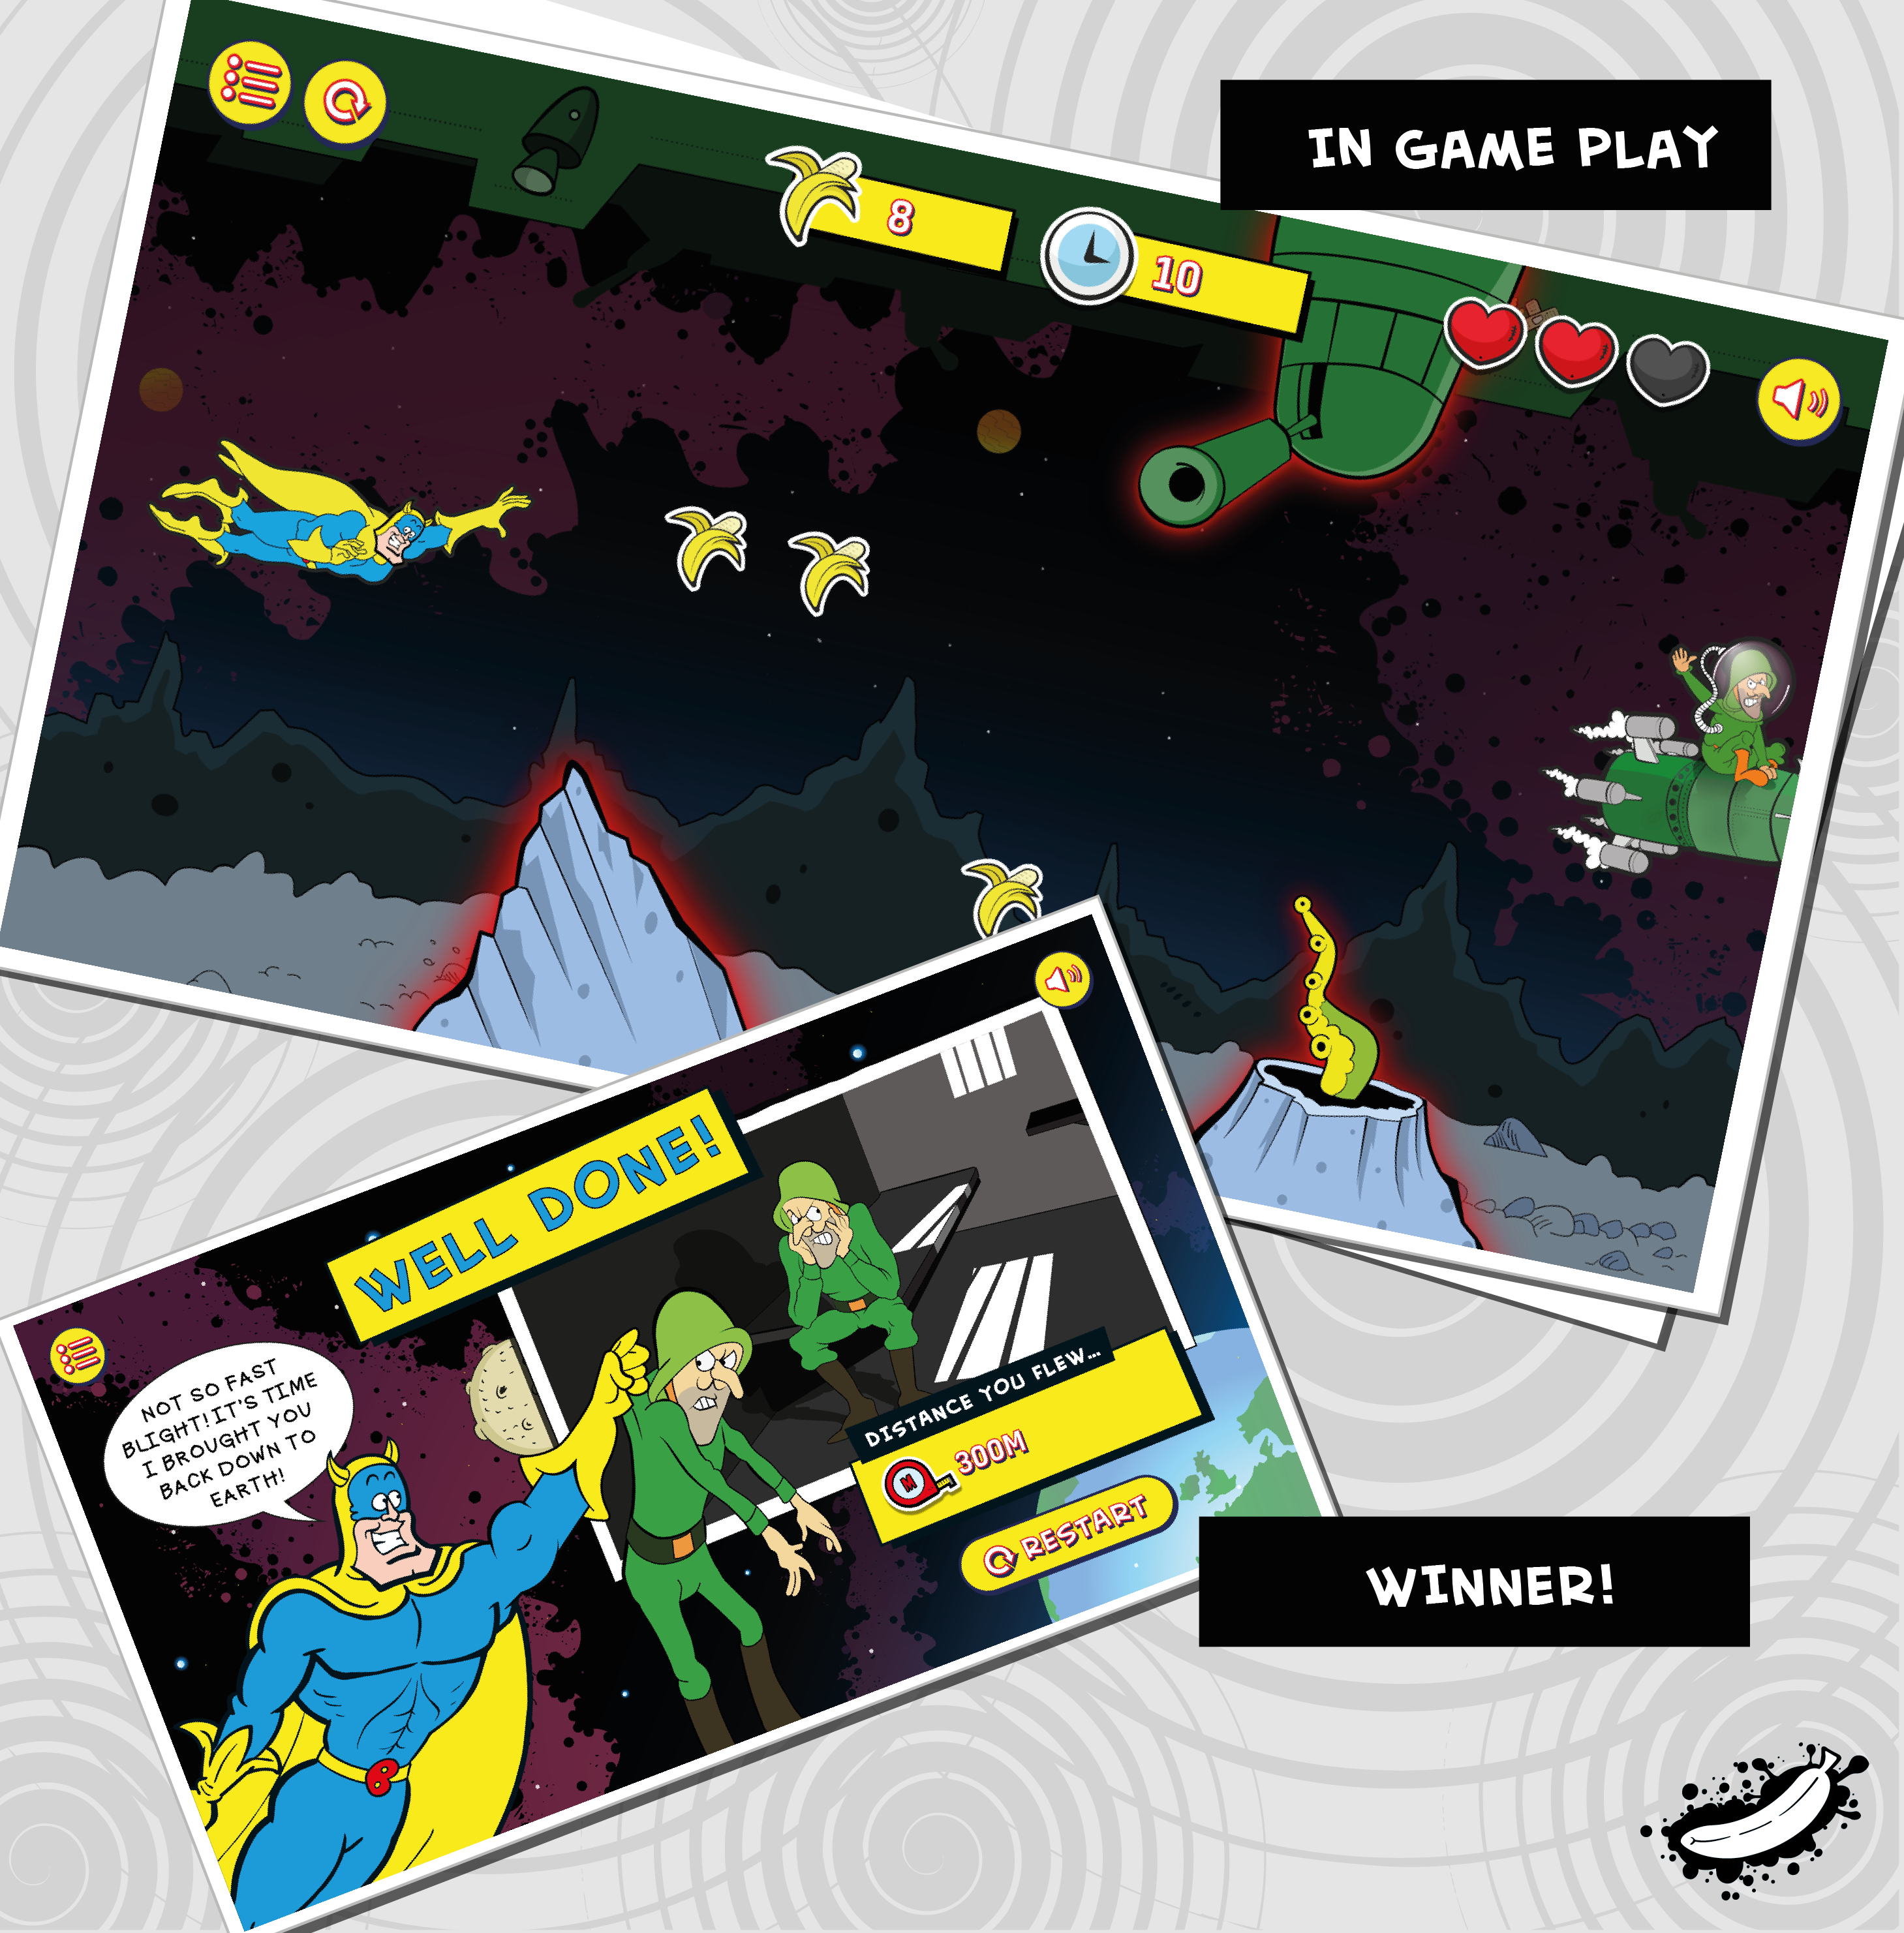 IN GAME PLAY
8
10
WELL DONE!
NOT SO FAST
BLIGHT! IT'S TIME
I BROUGHT YOU
BACK DOWN TO
EARTH!
DISTANCE YOU FLEW...
M
300M
RESTART
B
WINNER!